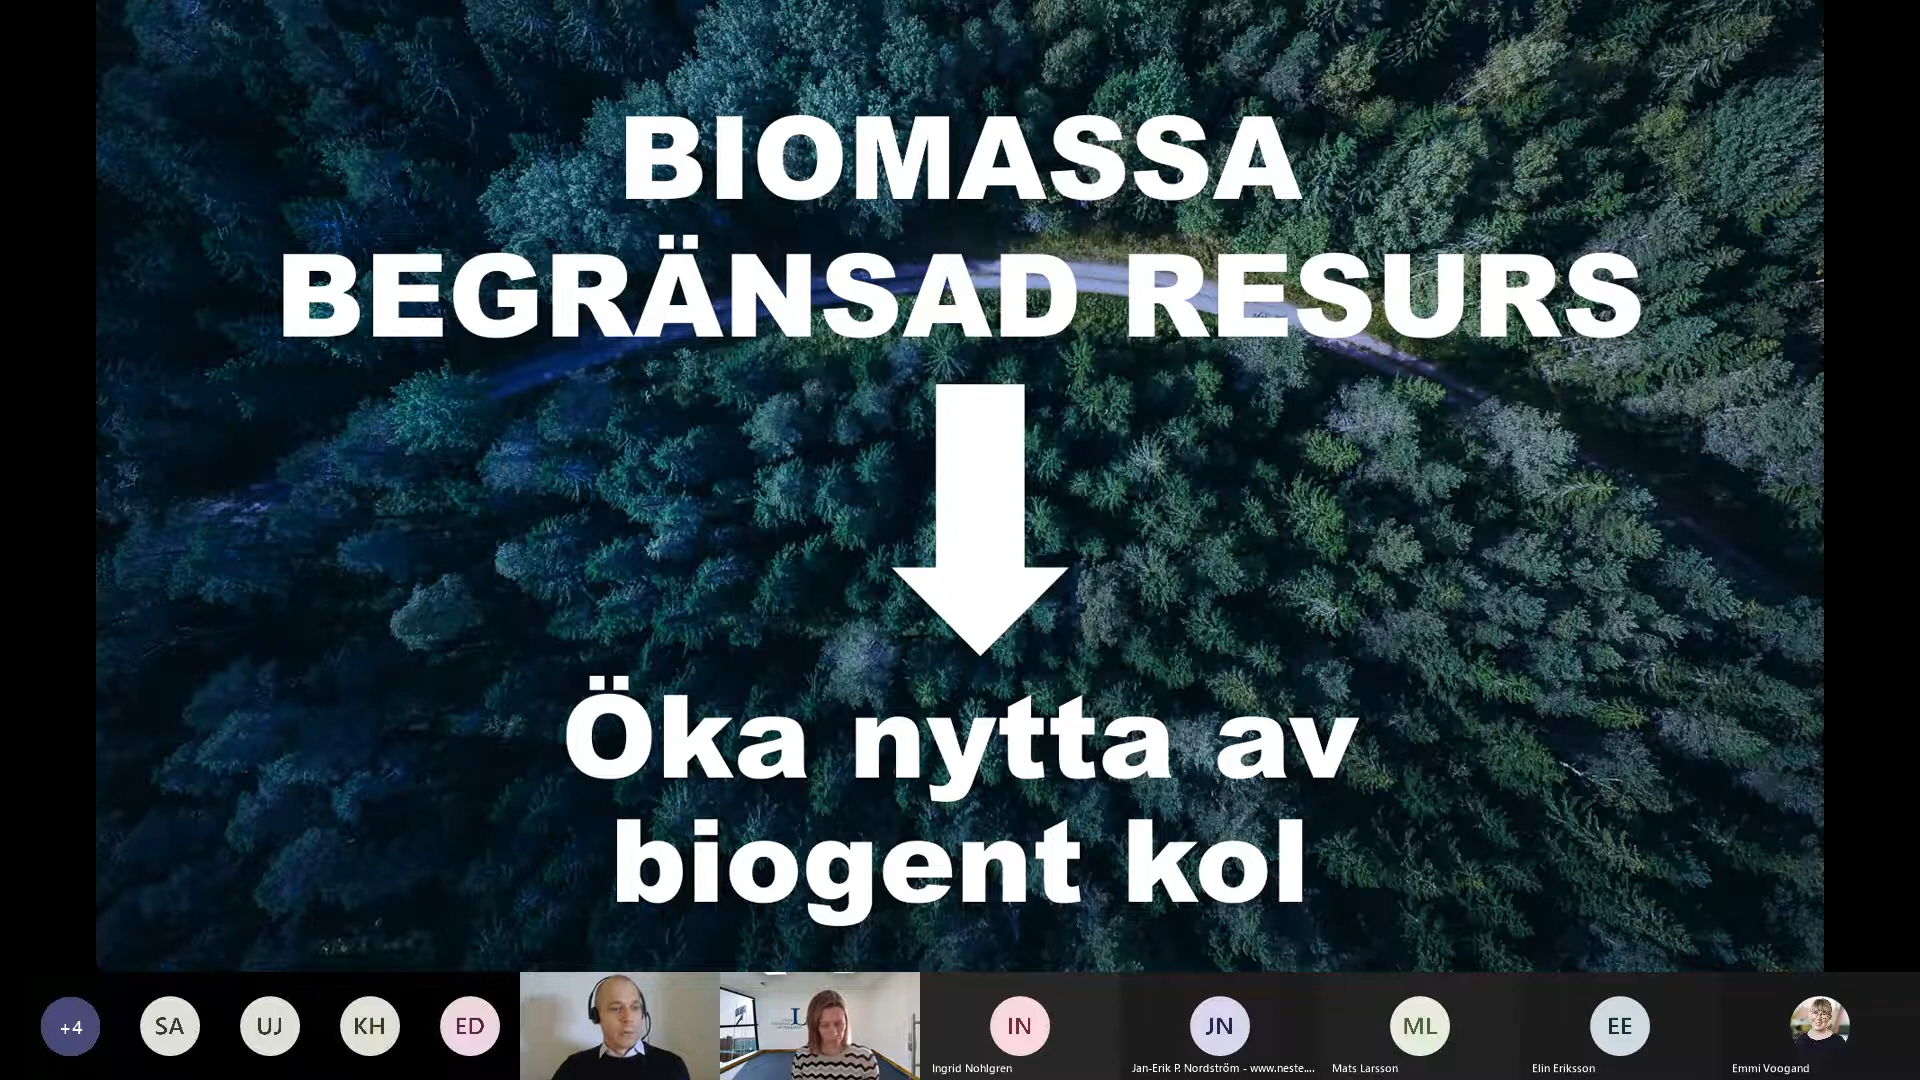 BIOMASSA
BEGRÄNSAD RESURS
Öka nytta av
biogent kol
+4
SA
UJ
KH
ED
IN
JN
ML
EE
Ingrid Nohlgren
Jan-Erik P. Nordström - www.neste....
Mats Larsson
Elin Eriksson
Emmi Voogand